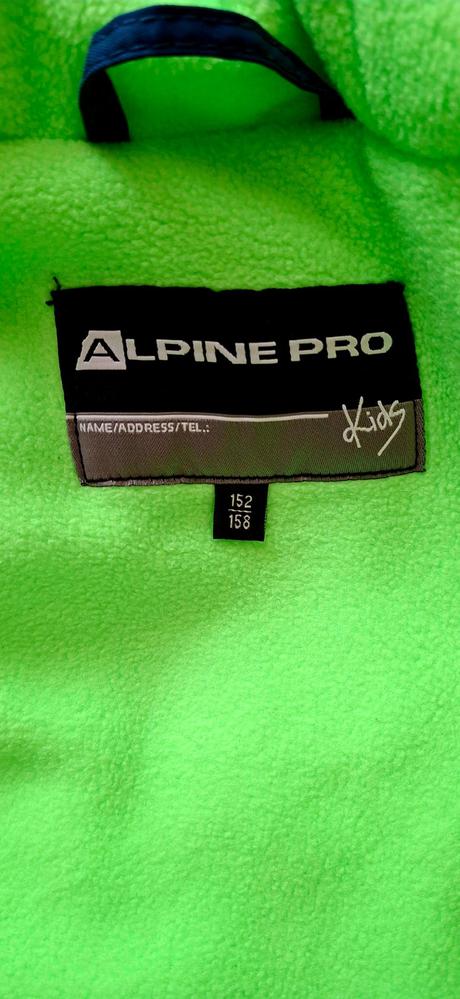 ALPINE PRO
NAME/ADDRESS/TEL.:
Kids
152
158